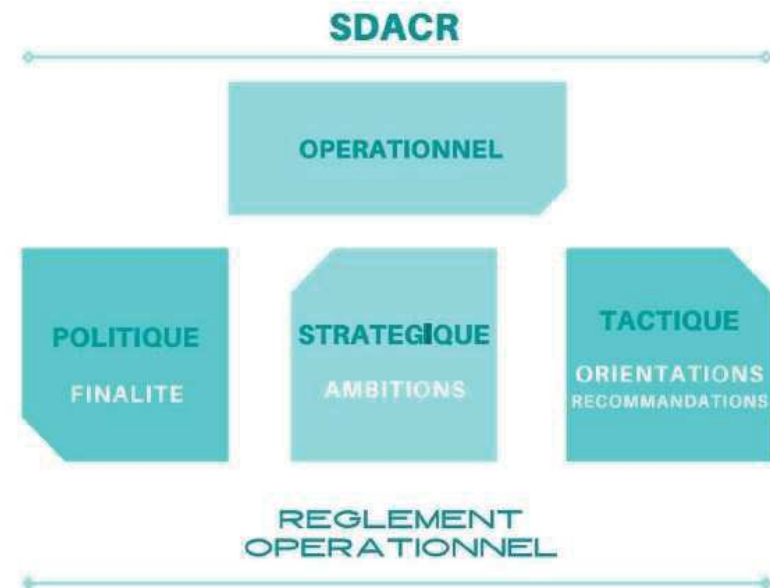 SDACR
OPERATIONNEL
POLITIQUE
FINALITE
STRATEGIQUE
AMBITIONS
TACTIQUE
ORIENTATIONS
RECOMMANDATIONS
REGLEMENT
OPERATIONNEL